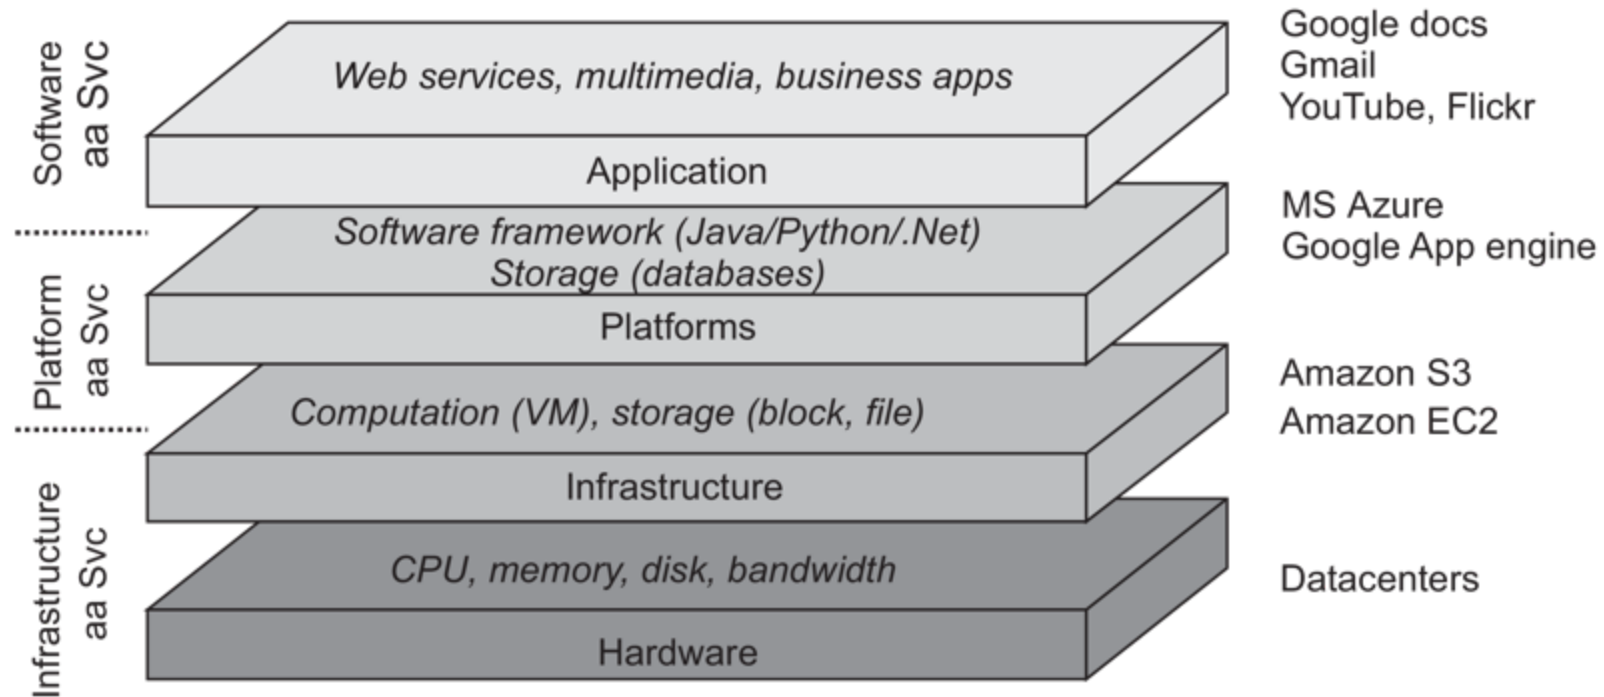 Software
aa Svc
Web services, multimedia, business apps
Application
Google docs
Gmail
YouTube, Flickr
Platform
aa Svc
Software framework (Java/Python/.Net)
Storage (databases)
Platforms
MS Azure
Google App engine
Computation (VM), storage (block, file)
Infrastructure
Amazon S3
Amazon EC2
Infrastructure
aa Svc
CPU, memory, disk, bandwidth
Hardware
Datacenters